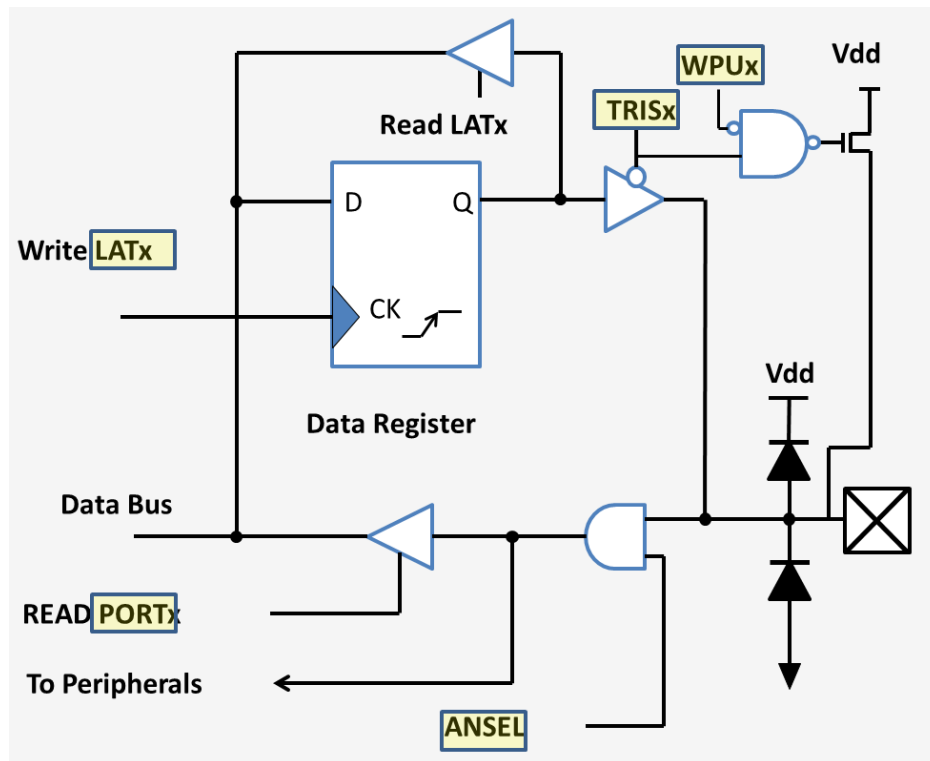 WPUx
Vdd
TRISx
Read LATx
D
Q
Write LATx
CK
Vdd
Data Register
Data Bus
READ PORTx
To Peripherals
ANSEL